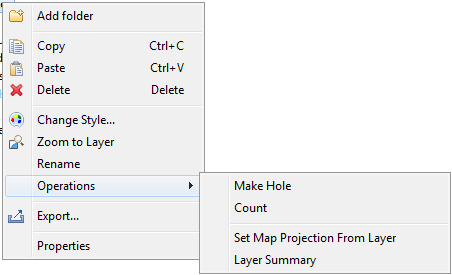 Add folder
Copy Ctrl+C
Paste Ctrl+V
Delete Delete
Change Style...
Zoom to Layer
Rename
Operations
Make Hole
Count
Set Map Projection From Layer
Layer Summary
Export...
Properties